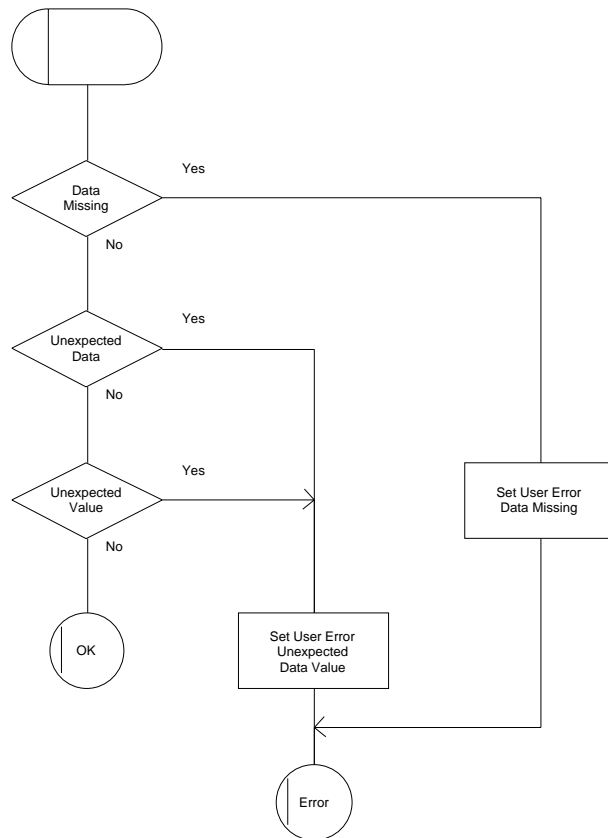 Yes
Data
Missing
No
Yes
Unexpected
Data
No
Yes
Unexpected
Value
Set User Error
Data Missing
No
OK
Set User Error
Unexpected
Data Value
Error